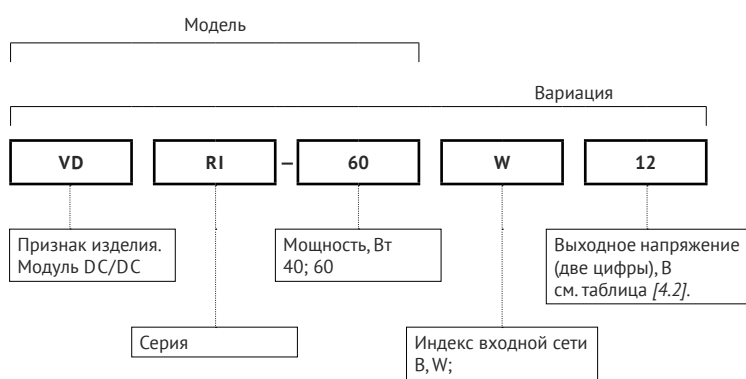 Модель
Вариация
VD RI – 60 W 12
Признак изделия.
Модуль DC/DC
Мощность, Вт
40; 60
Выходное напряжение
(две цифры), В
см. таблица [4.2].
Серия
Индекс входной сети
B, W;